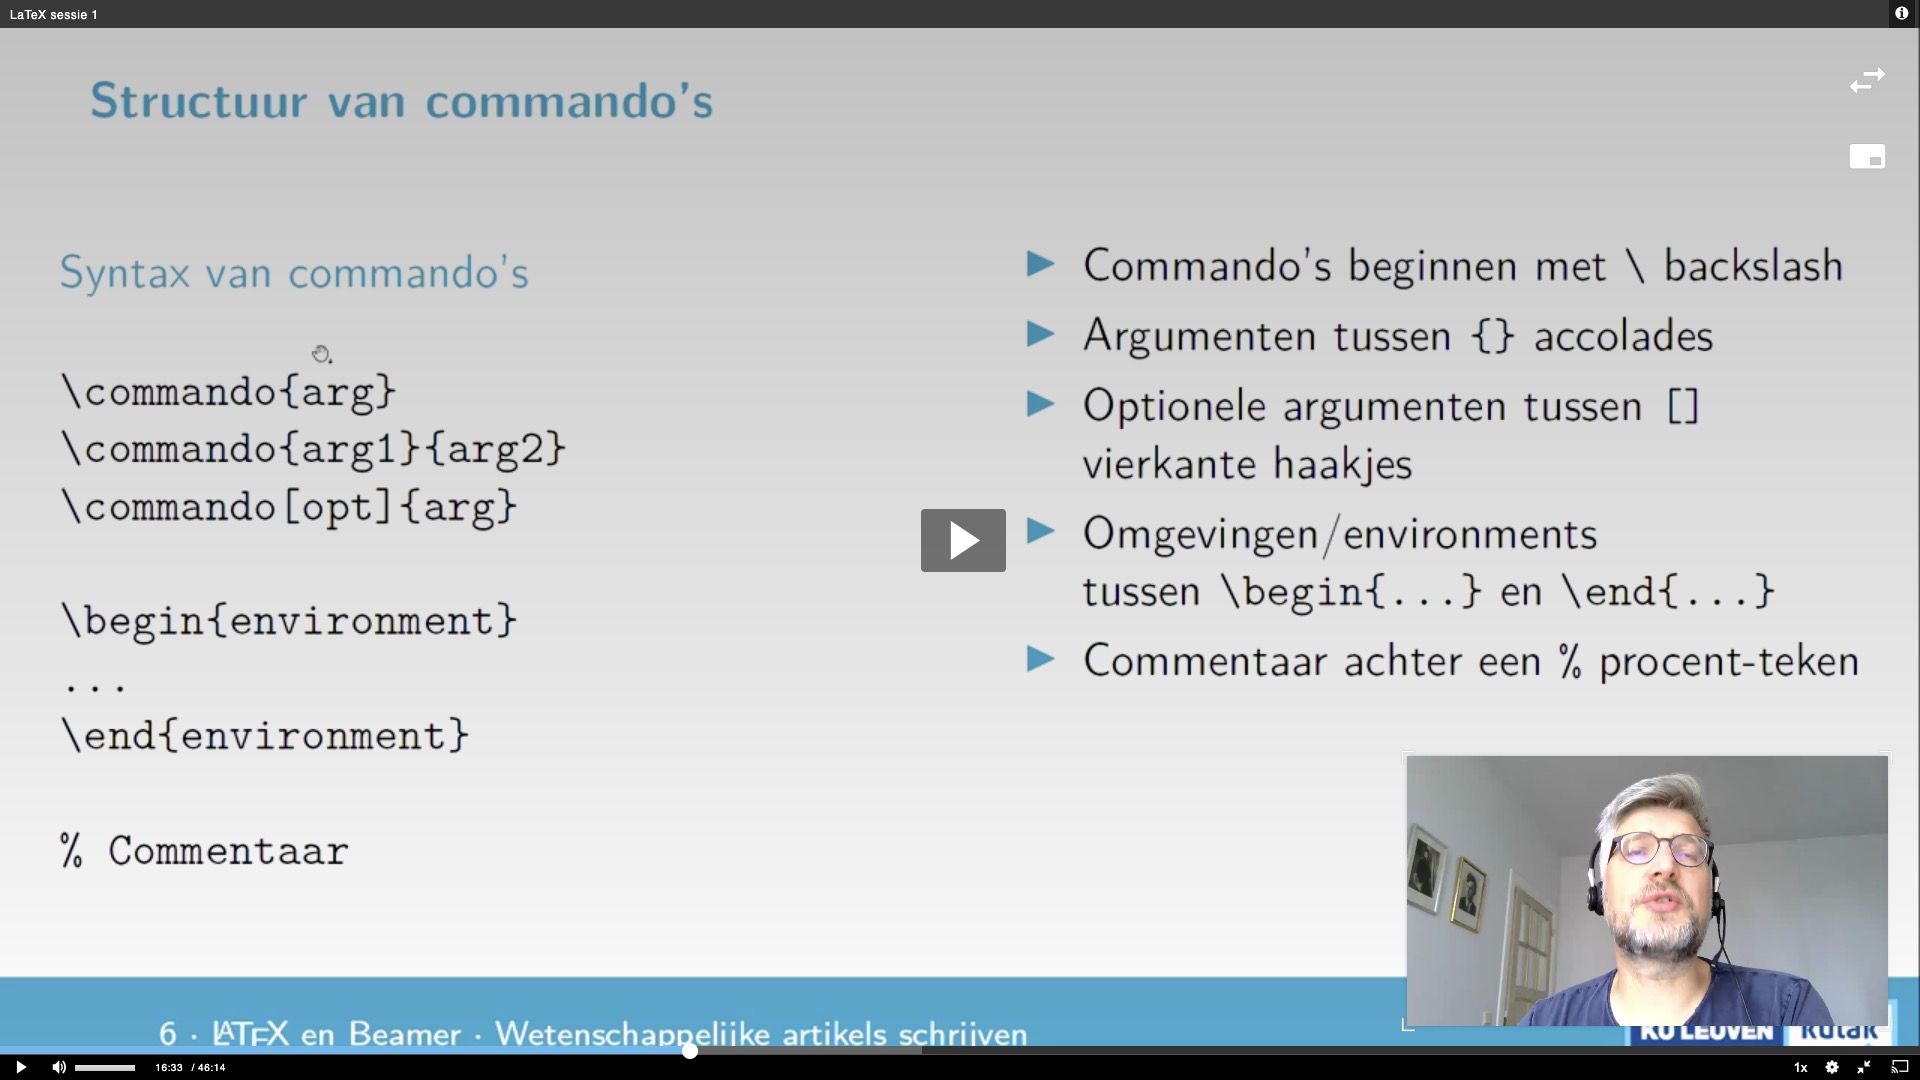 LaTeX sessie 1
Structuur van commando's
Syntax van commando's
\commando{arg}
\commando{arg1}{arg2}
\commando[opt]{arg}
\begin{environment}
...
\end{environment}
% Commentaar
Commando's beginnen met \ backslash
Argumenten tussen {} accolades
Optionele argumenten tussen []
vierkante haakjes
Omgevingen/environments
tussen \begin{...} en \end{...}
Commentaar achter een % procent-teken
6 · LATEX en Beamer · Wetenschappelijke artikels schrijven
KU LEUVEN kulak
16:33 / 46:14
1x